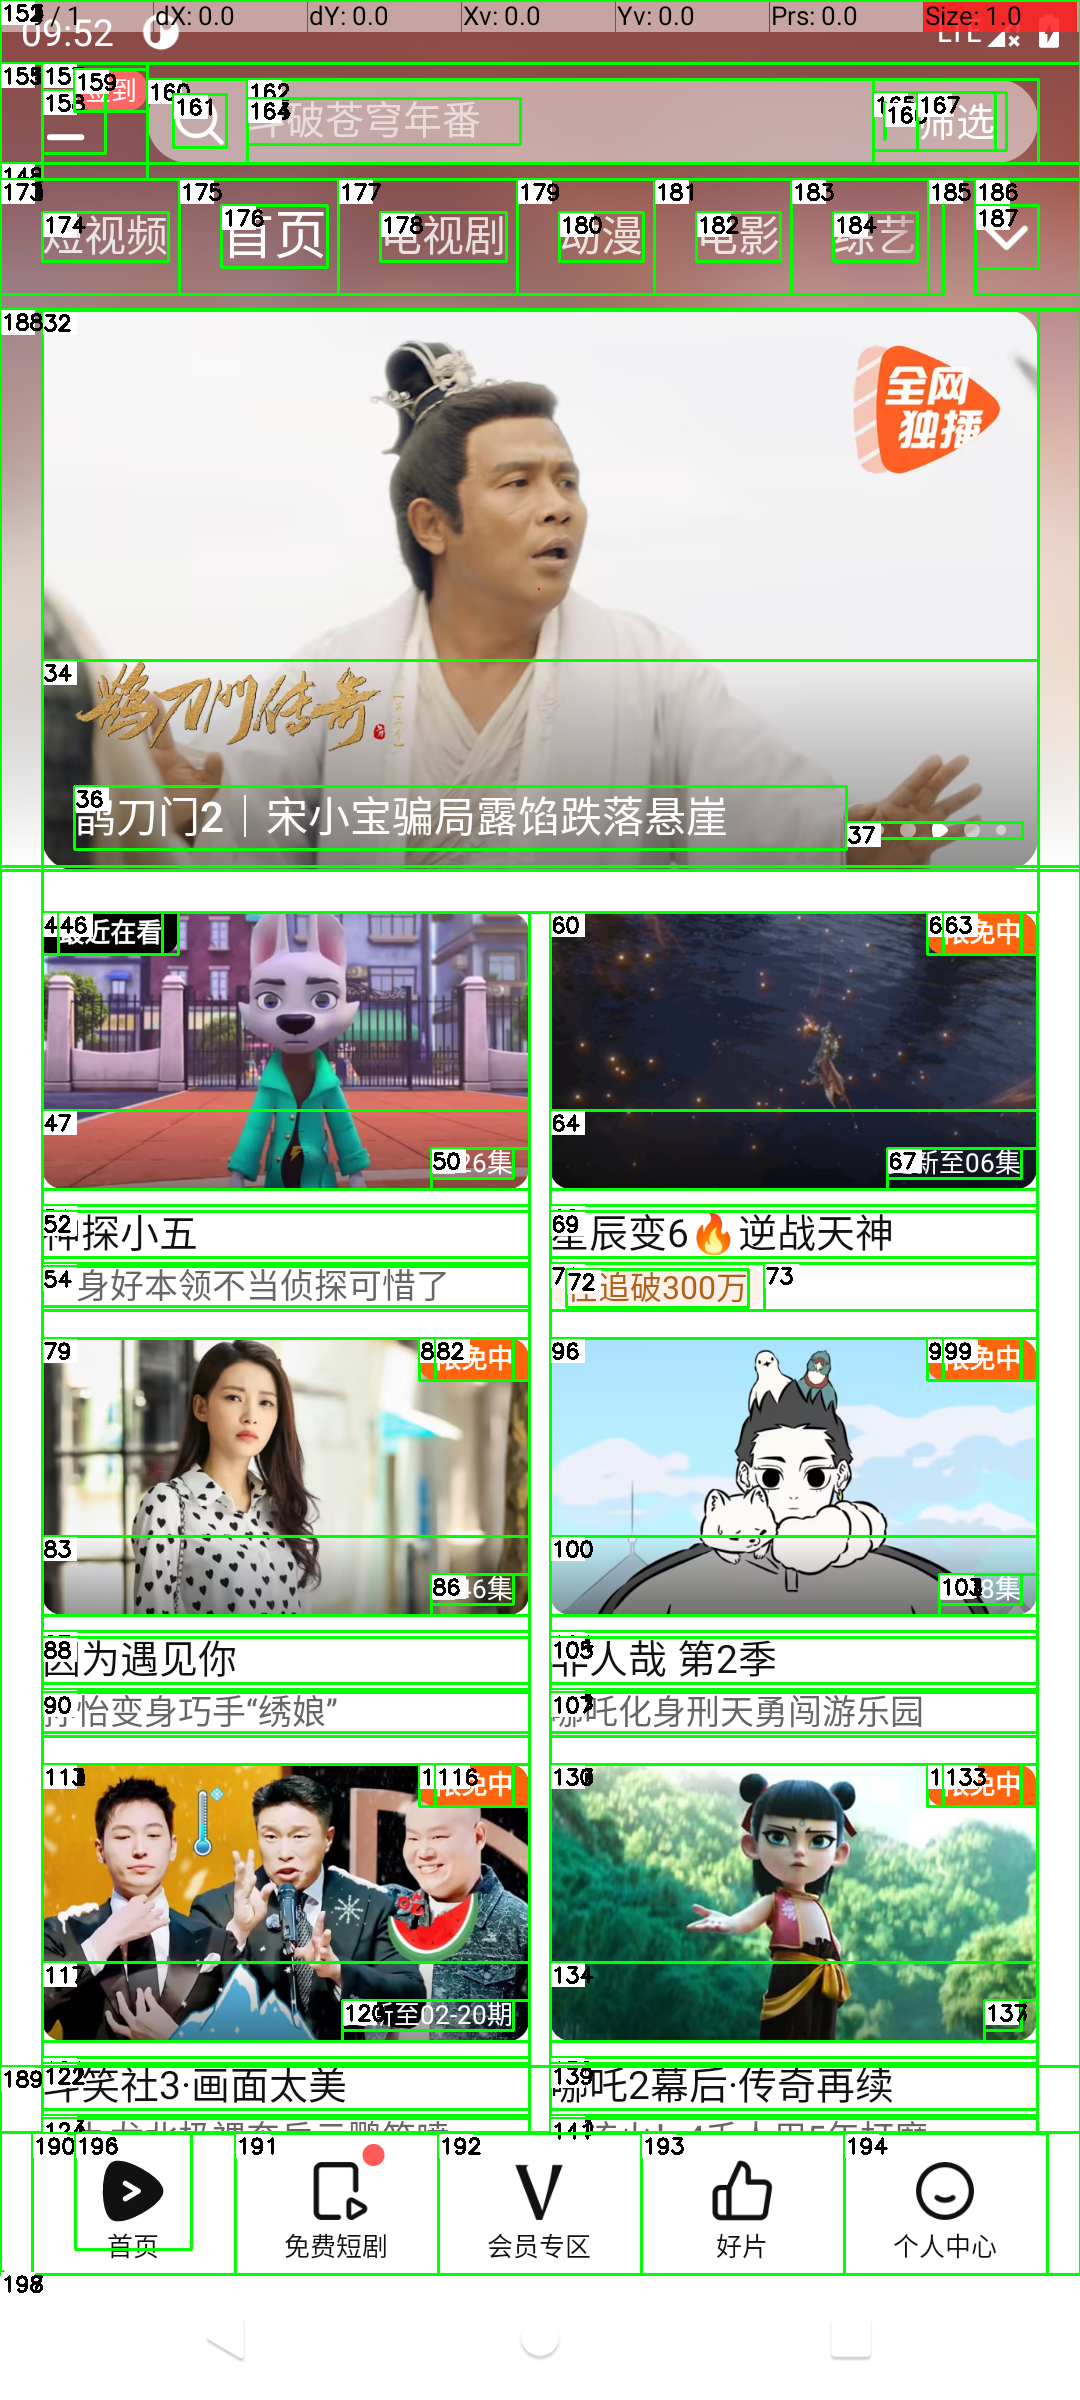 / 1 dX: 0.0 dY: 0.0 Xv: 0.0 Yv: 0.0 Prs: 0.0 Size: 1.0
09:52 LTE
到
破苍穹年番 筛选
短视频 首页 电视剧 动漫 电影 综艺
全网
独播
鹊刀门传奇
鹊刀门2｜宋小宝骗局露馅跌落悬崖
最近在看 限免中
26集 新至06集
神探小五 星辰变6🔥逆战天神
身好本领不当侦探可惜了 追破300万
限免中 限免中
6集 8集
因为遇见你 非人哉 第2季
怡变身巧手“绣娘” 哪吒化身刑天勇闯游乐园
限免中 限免中
新至02-20期
笑社3·画面太美 哪吒2幕后·传奇再续
首页 免费短剧 会员专区 好片 个人中心